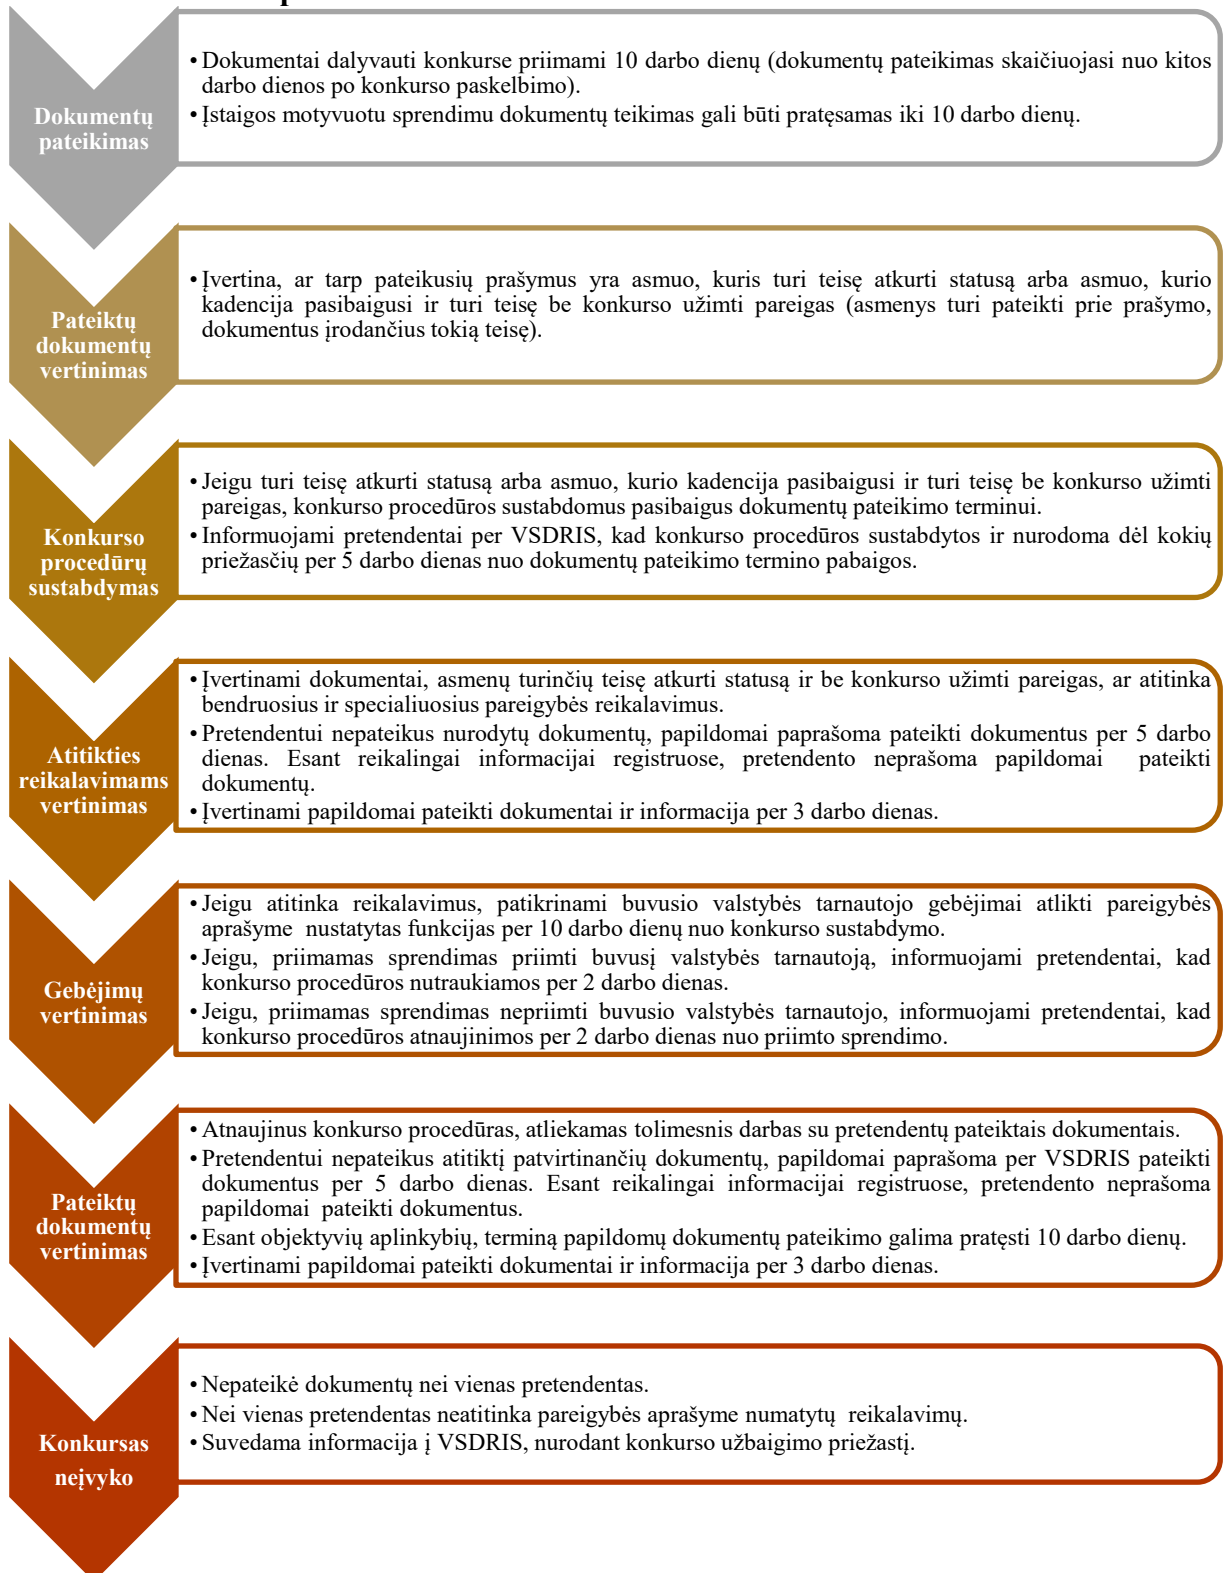 Dokumentų
pateikimas
• Dokumentai dalyvauti konkurse priimami 10 darbo dienų (dokumentų pateikimas skaičiuojasi nuo kitos
darbo dienos po konkurso paskelbimo).
• Įstaigos motyvuotu sprendimu dokumentų teikimas gali būti pratęsamas iki 10 darbo dienų.
Pateiktų
dokumentų
vertinimas
• Įvertina, ar tarp pateikusių prašymus yra asmuo, kuris turi teisę atkurti statusą arba asmuo, kurio
kadencija pasibaigusi ir turi teisę be konkurso užimti pareigas (asmenys turi pateikti prie prašymo,
dokumentus įrodančius tokią teisę).
Konkurso
procedūrų
sustabdymas
• Jeigu turi teisę atkurti statusą arba asmuo, kurio kadencija pasibaigusi ir turi teisę be konkurso užimti
pareigas, konkurso procedūros sustabdomus pasibaigus dokumentų pateikimo terminui.
• Informuojami pretendentai per VSDRIS, kad konkurso procedūros sustabdytos ir nurodoma dėl kokių
priežasčių per 5 darbo dienas nuo dokumentų pateikimo termino pabaigos.
Atitikties
reikalavimams
vertinimas
• Įvertinami dokumentai, asmenų turinčių teisę atkurti statusą ir be konkurso užimti pareigas, ar atitinka
bendruosius ir specialiuosius pareigybės reikalavimus.
• Pretendentui nepateikus nurodytų dokumentų, papildomai paprašoma pateikti dokumentus per 5 darbo
dienas. Esant reikalingai informacijai registruose, pretendento neprašoma papildomai pateikti
dokumentų.
• Įvertinami papildomai pateikti dokumentai ir informacija per 3 darbo dienas.
Gebėjimų
vertinimas
• Jeigu atitinka reikalavimus, patikrinami buvusio valstybės tarnautojo gebėjimai atlikti pareigybės
aprašyme nustatytas funkcijas per 10 darbo dienų nuo konkurso sustabdymo.
• Jeigu, priimamas sprendimas priimti buvusį valstybės tarnautoją, informuojami pretendentai, kad
konkurso procedūros nutraukiamos per 2 darbo dienas.
• Jeigu, priimamas sprendimas nepriimti buvusio valstybės tarnautojo, informuojami pretendentai, kad
konkurso procedūros atnaujinimos per 2 darbo dienas nuo priimto sprendimo.
Pateiktų
dokumentų
vertinimas
• Atnaujinus konkurso procedūras, atliekamas tolimesnis darbas su pretendentų pateiktais dokumentais.
• Pretendentui nepateikus atitiktį patvirtinančių dokumentų, papildomai paprašoma per VSDRIS pateikti
dokumentus per 5 darbo dienas. Esant reikalingai informacijai registruose, pretendento neprašoma
papildomai pateikti dokumentus.
• Esant objektyvių aplinkybių, terminą papildomų dokumentų pateikimo galima pratęsti 10 darbo dienų.
• Įvertinami papildomai pateikti dokumentai ir informacija per 3 darbo dienas.
Konkursas
neįvyko
• Nepateikė dokumentų nei vienas pretendentas.
• Nei vienas pretendentas neatitinka pareigybės aprašyme numatytų reikalavimų.
• Suvedama informacija į VSDRIS, nurodant konkurso užbaigimo priežastį.